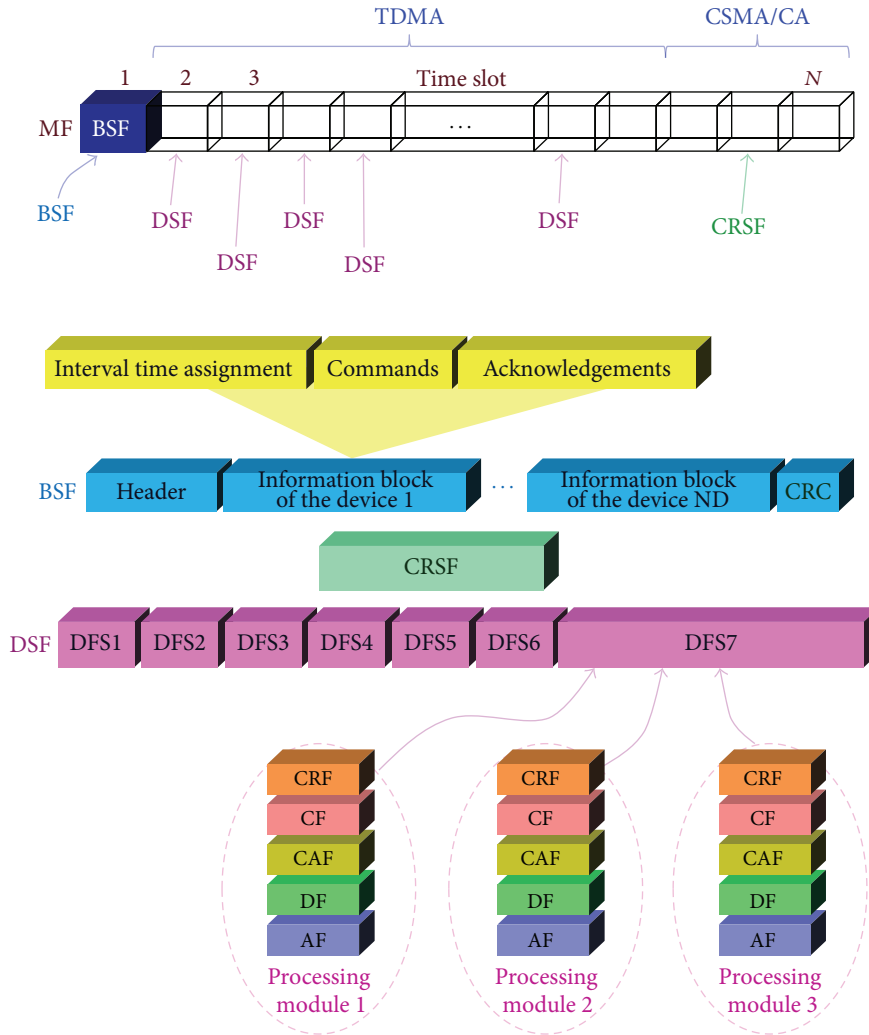 TDMA CSMA/CA
1 2 3 Time slot N
MF BSF ...
BSF DSF DSF DSF CRSF
DSF DSF
Interval time assignment Commands Acknowledgements
BSF Header Information block of the device 1 ... Information block of the device ND CRC
CRSF
DSF DFS1 DFS2 DFS3 DFS4 DFS5 DFS6 DFS7
CRF CRF CRF
CF CF CF
CAF CAF CAF
DF DF DF
AF AF AF
Processing Processing Processing
module 1 module 2 module 3